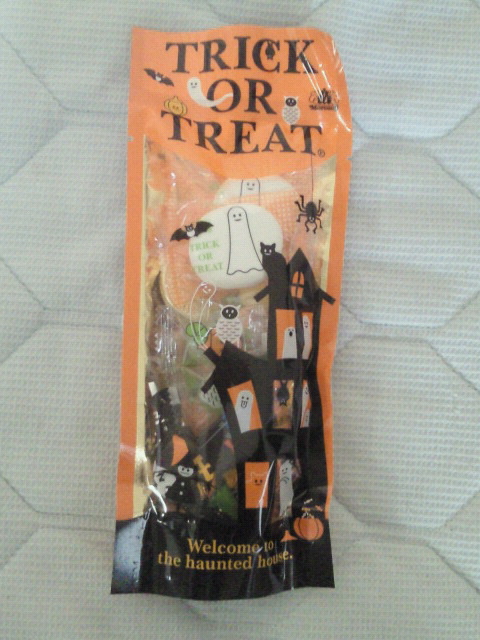 TRICK
OR
TREAT®
TRICK
OR
TREAT
Welcome to
the haunted house.